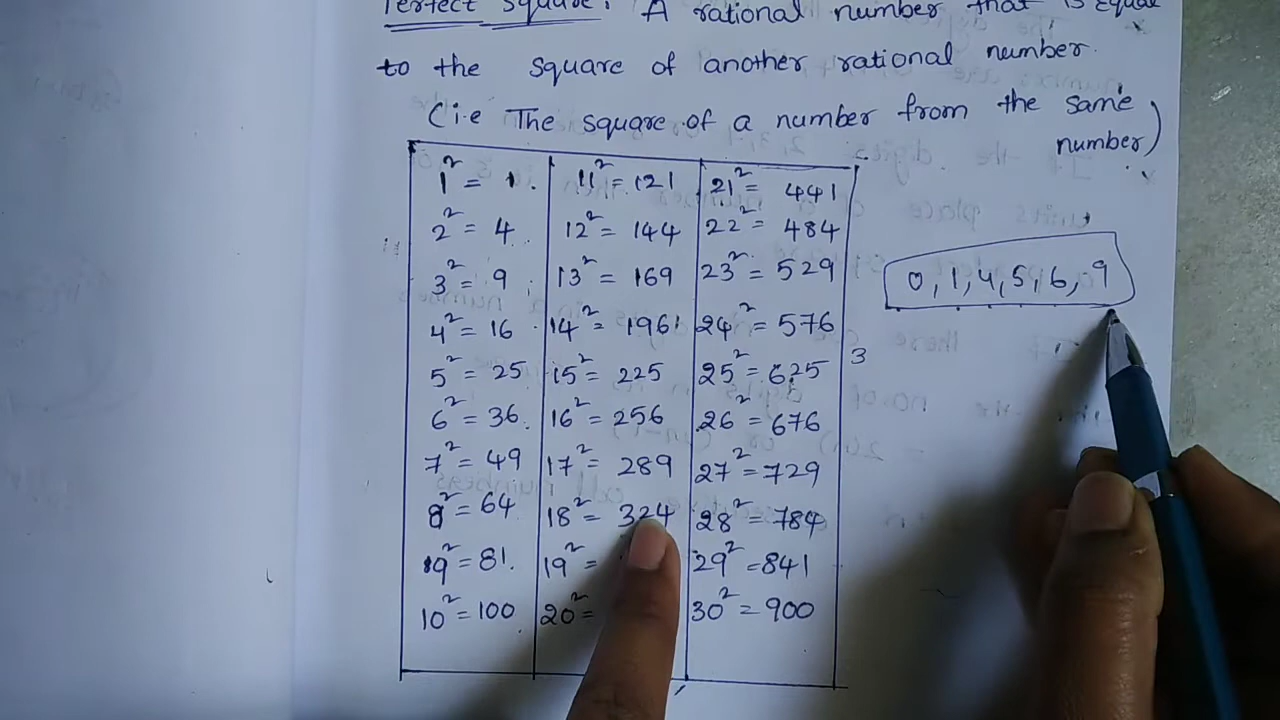 Perfect Square: A rational number that is equal
to the square of another rational number.
(i.e The square of a number from the same
number)
1² = 1.
2² = 4
3² = 9
4² = 16
5² = 25
6² = 36
7² = 49
8² = 64
9² = 81.
10² = 100
11² = 121
12² = 144
13² = 169
14² = 196
15² = 225
16² = 256
17² = 289
18² = 324
19² =
20² =
21² = 441
22² = 484
23² = 529
24² = 576
25² = 625
26² = 676
27² = 729
28² = 784
29² = 841
30² = 900
0, 1, 4, 5, 6, 9
3